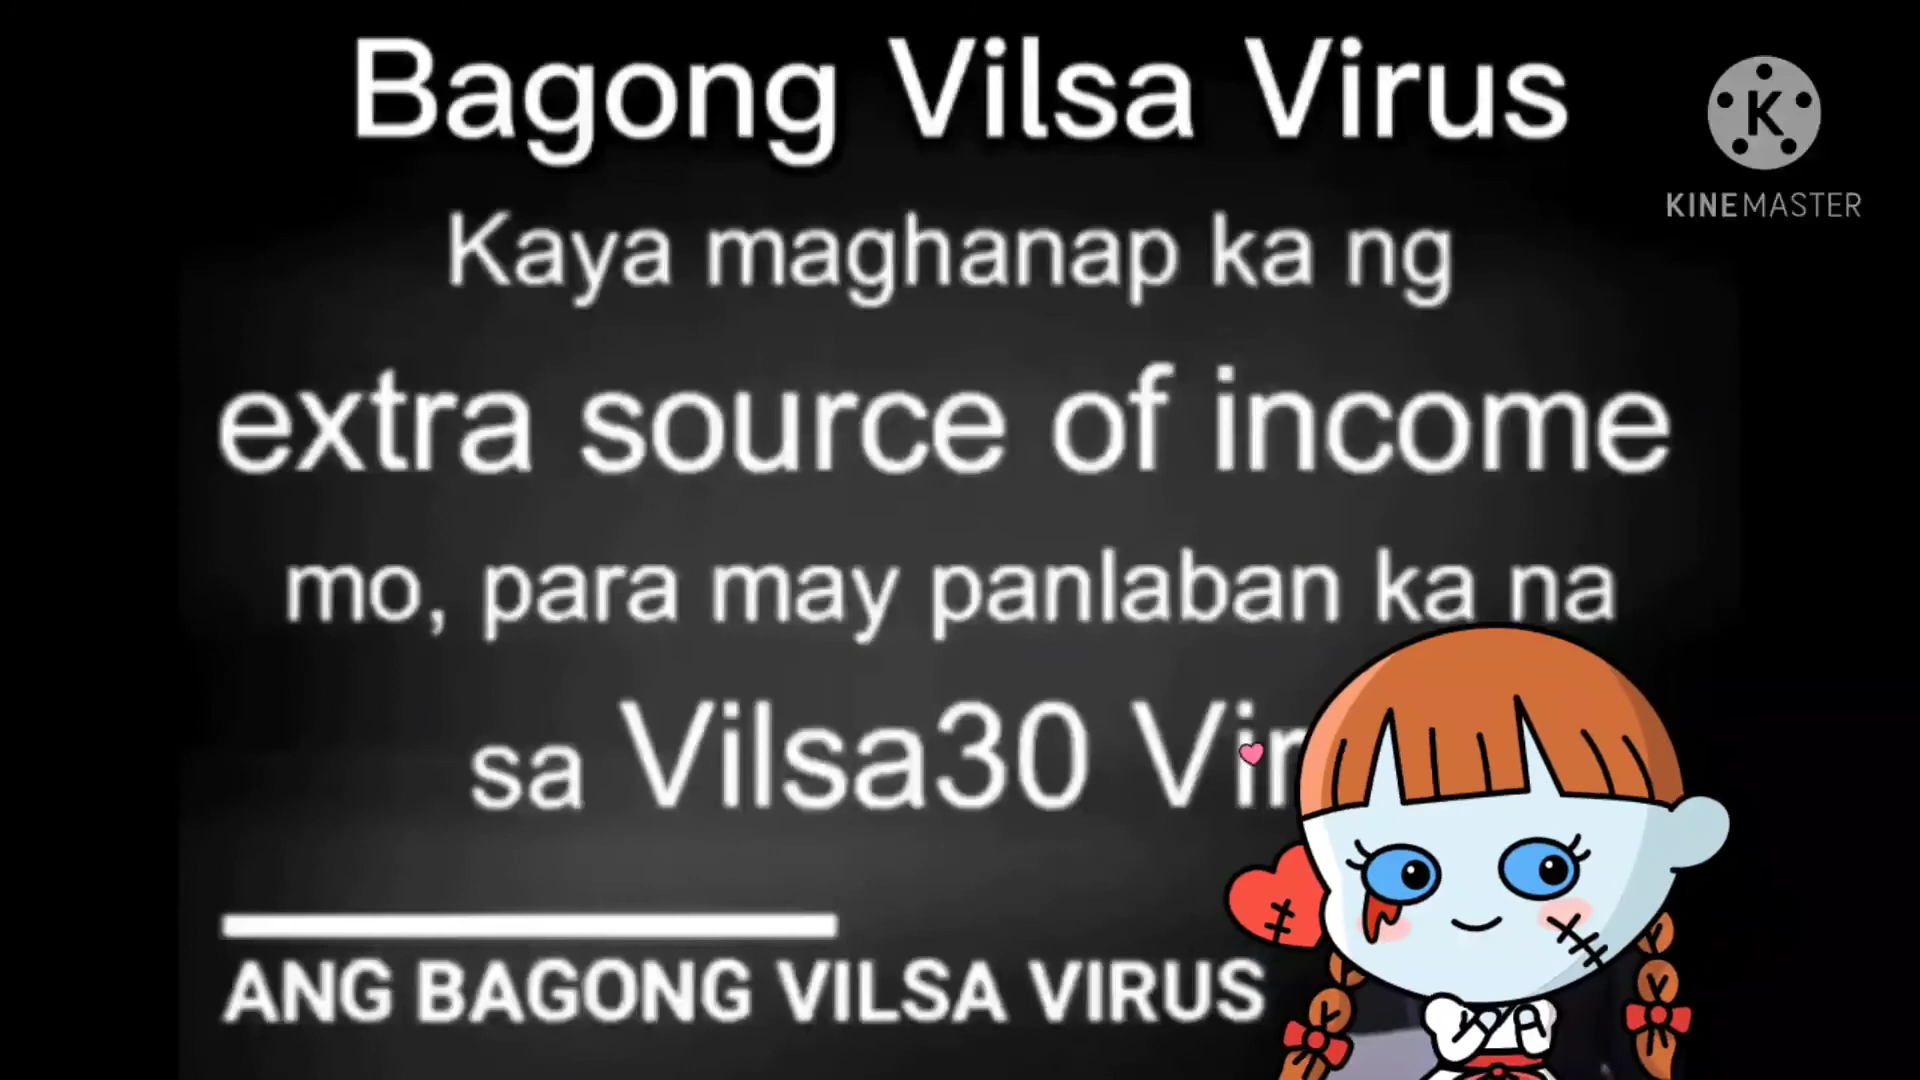 Bagong Vilsa Virus
KINEMASTER
Kaya maghanap ka ng
extra source of income
mo, para may panlaban ka na
sa Vilsa30
ANG BAGONG VILSA VIRUS